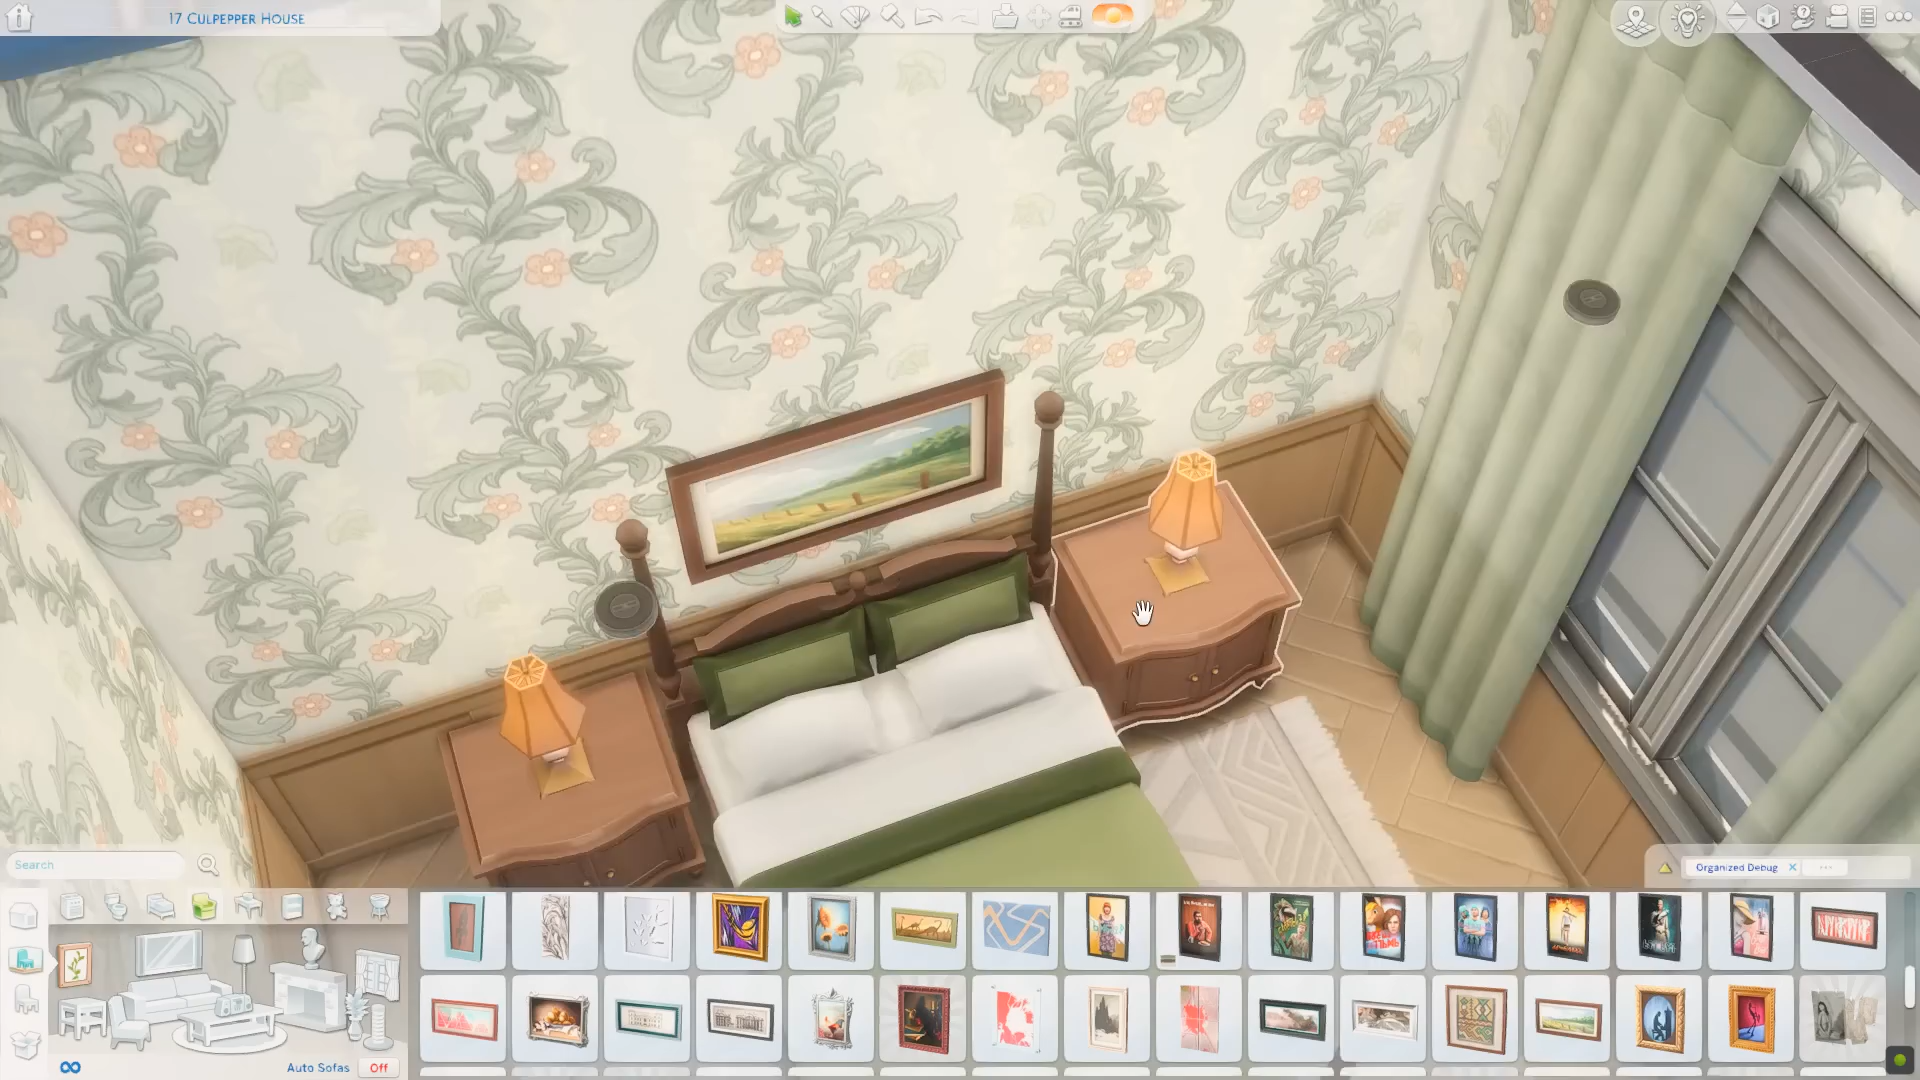 17 Culpepper House
Search
Organized Debug
Auto Sofas
Off